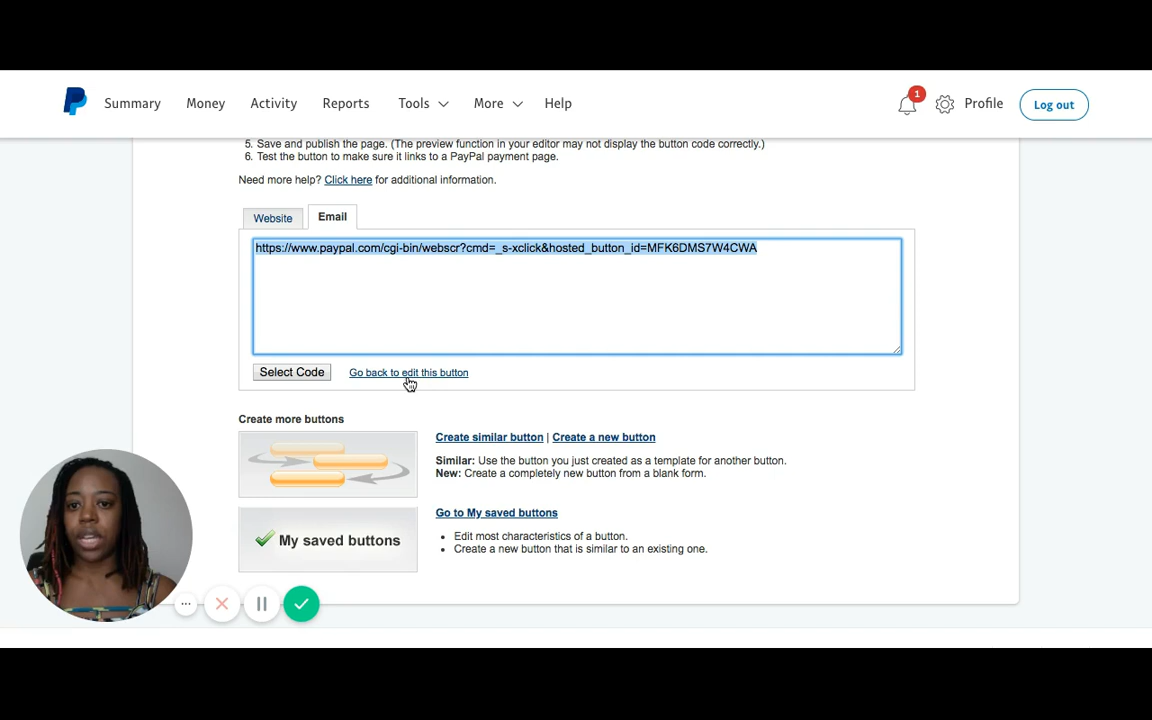 Summary Money Activity Reports Tools More Help 1 Profile Log out
5. Save and publish the page. (The preview function in your editor may not display the button code correctly.)
6. Test the button to make sure it links to a PayPal payment page.
Need more help? Click here for additional information.
Website Email
https://www.paypal.com/cgi-bin/webscr?cmd=_s-xclick&hosted_button_id=MFK6DMS7W4CWA
Select Code Go back to edit this button
Create more buttons
Create similar button | Create a new button
Similar: Use the button you just created as a template for another button.
New: Create a completely new button from a blank form.
Go to My saved buttons
My saved buttons
• Edit most characteristics of a button.
• Create a new button that is similar to an existing one.